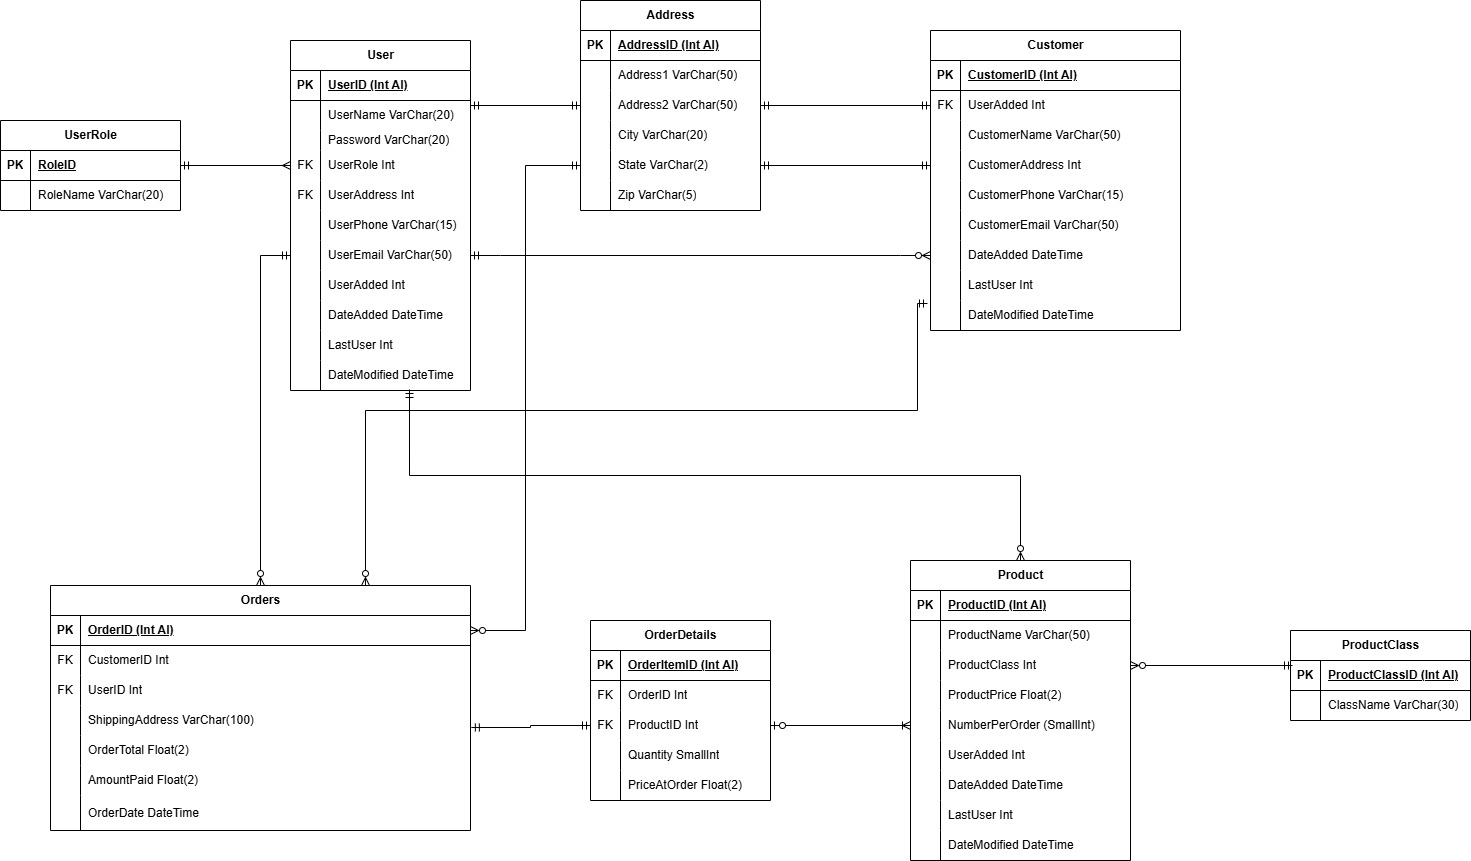 Address
PK AddressID (Int AI)
Address1 VarChar(50)
Address2 VarChar(50)
City VarChar(20)
State VarChar(2)
Zip VarChar(5)
User
PK UserID (Int AI)
UserName VarChar(20)
Password VarChar(20)
FK UserRole Int
FK UserAddress Int
UserPhone VarChar(15)
UserEmail VarChar(50)
UserAdded Int
DateAdded DateTime
LastUser Int
DateModified DateTime
Customer
PK CustomerID (Int AI)
FK UserAdded Int
CustomerName VarChar(50)
CustomerAddress Int
CustomerPhone VarChar(15)
CustomerEmail VarChar(50)
DateAdded DateTime
LastUser Int
DateModified DateTime
UserRole
PK RoleID
RoleName VarChar(20)
Orders
PK OrderID (Int AI)
FK CustomerID Int
FK UserID Int
ShippingAddress VarChar(100)
OrderTotal Float(2)
AmountPaid Float(2)
OrderDate DateTime
OrderDetails
PK OrderItemID (Int AI)
FK OrderID Int
FK ProductID Int
Quantity SmallInt
PriceAtOrder Float(2)
Product
PK ProductID (Int AI)
ProductName VarChar(50)
ProductClass Int
ProductPrice Float(2)
NumberPerOrder (SmallInt)
UserAdded Int
DateAdded DateTime
LastUser Int
DateModified DateTime
ProductClass
PK ProductClassID (Int AI)
ClassName VarChar(30)